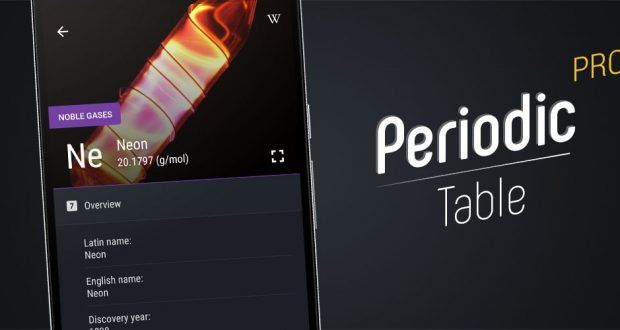 W
NOBLE GASES
Ne
Neon
20.1797 (g/mol)
7
Overview
Latin name:
Neon
English name:
Neon
Discovery year:
PRO
Periodic
Table